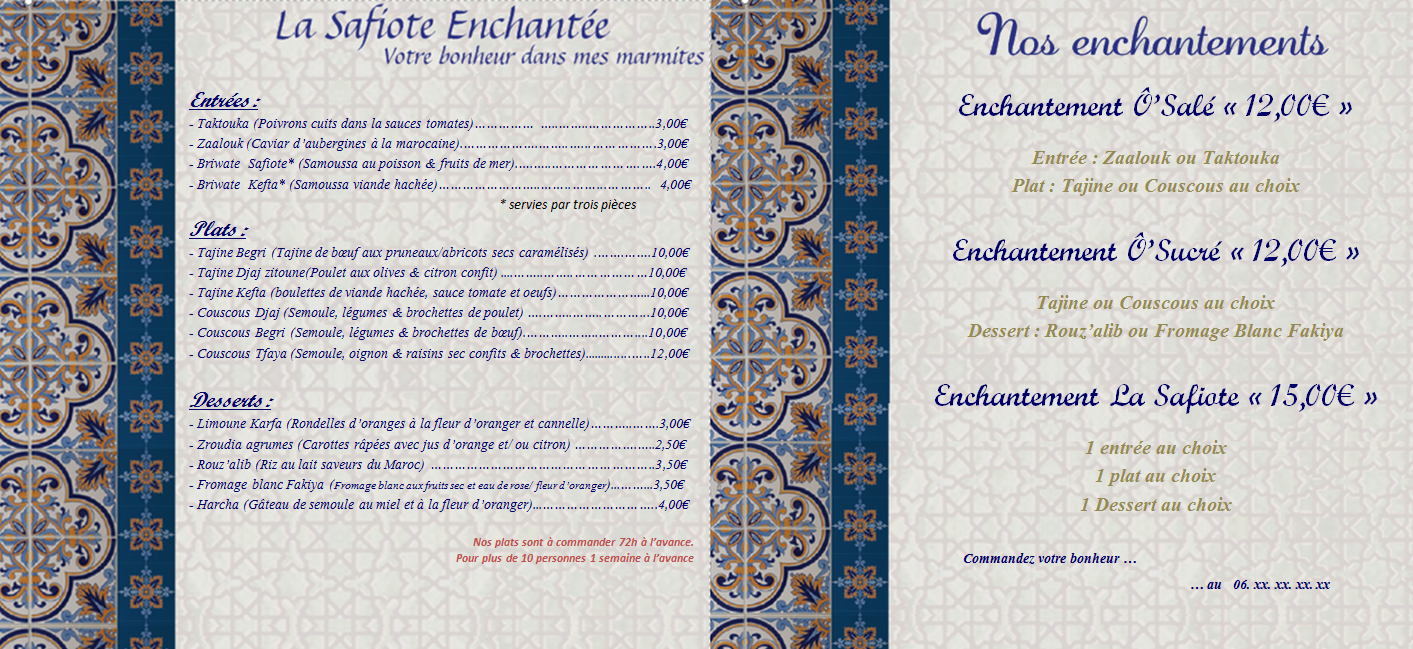 La Safiote Enchantée
Votre bonheur dans mes marmites
Entrées :
- Taktouka (Poivrons cuits dans la sauces tomates)…………… ……………………..3,00€
- Zaalouk (Caviar d’aubergines à la marocaine)……………………………………………3,00€
- Briwate Safiote* (Samoussa au poisson & fruits de mer)………………………………4,00€
- Briwate Kefta* (Samoussa viande hachée)……………………………………………….. 4,00€
* servies par trois pièces
Plats :
- Tajine Begri (Tajine de bœuf aux pruneaux/abricots secs caramélisés) …………...10,00€
- Tajine Djaj zitoune(Poulet aux olives & citron confit) ………………………………10,00€
- Tajine Kefta (boulettes de viande hachée, sauce tomate et oeufs)…………………...10,00€
- Couscous Djaj (Semoule, légumes & brochettes de poulet) …………………………10,00€
- Couscous Begri (Semoule, légumes & brochettes de bœuf)…………………………..10,00€
- Couscous Tfaya (Semoule, oignon & raisins sec confits & brochettes)……………..12,00€
Desserts :
- Limoune Karfa (Rondelles d’oranges à la fleur d’oranger et cannelle)……………..3,00€
- Zroudia agrumes (Carottes râpées avec jus d’orange et/ ou citron) ………………..2,50€
- Rouz’alib (Riz au lait saveurs du Maroc) …………………………………………………..3,50€
- Fromage blanc Fakiya (Fromage blanc aux fruits sec et eau de rose/ fleur d’oranger)………...3,50€
- Harcha (Gâteau de semoule au miel et à la fleur d’oranger)…………………………..4,00€
Nos plats sont à commander 72h à l’avance.
Pour plus de 10 personnes 1 semaine à l’avance
Nos enchantements
Enchantement Ô’Salé « 12,00€ »
Entrée : Zaalouk ou Taktouka
Plat : Tajine ou Couscous au choix
Enchantement Ô’Sucré « 12,00€ »
Tajine ou Couscous au choix
Dessert : Rouz’alib ou Fromage Blanc Fakiya
Enchantement La Safiote « 15,00€ »
1 entrée au choix
1 plat au choix
1 Dessert au choix
Commandez votre bonheur …
… au 06. xx. xx. xx. xx